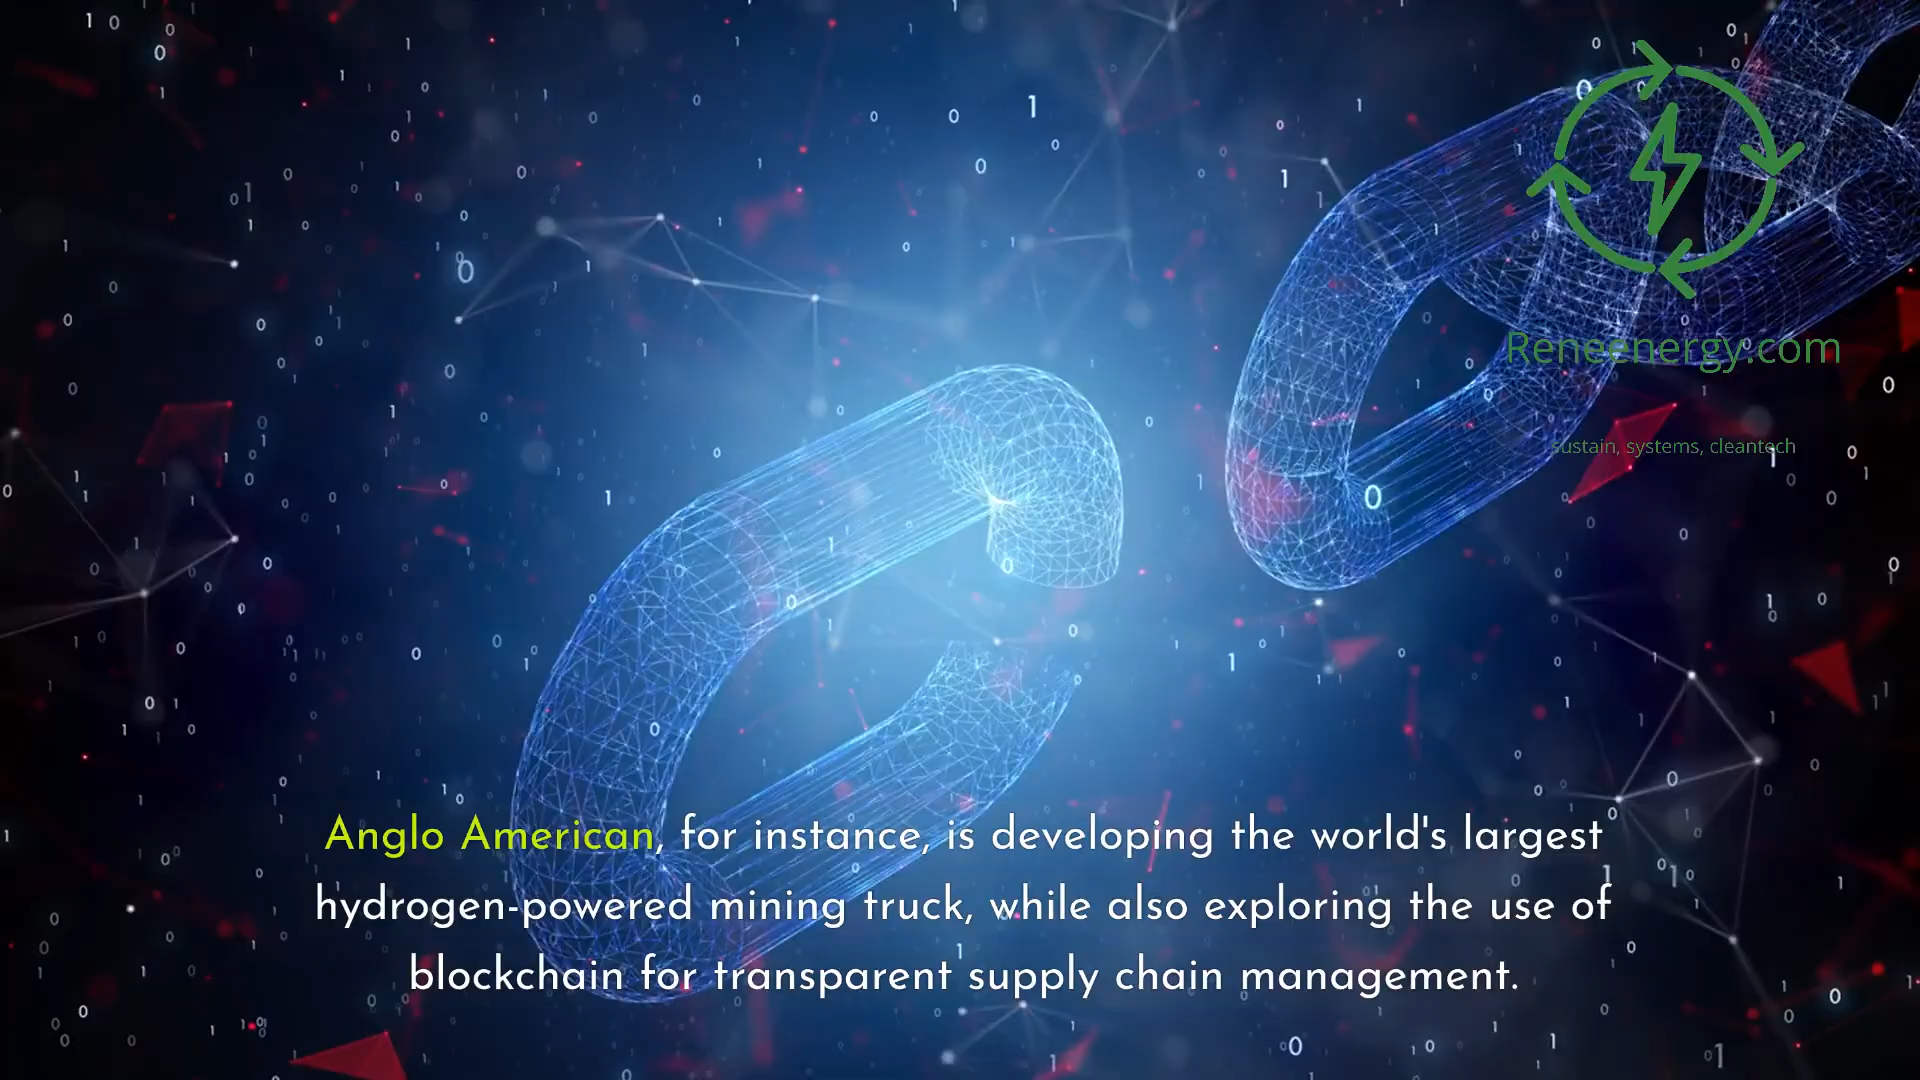 Reneenergy.com
sustain, systems, cleantech
Anglo American, for instance, is developing the world's largest
hydrogen-powered mining truck, while also exploring the use of
blockchain for transparent supply chain management.